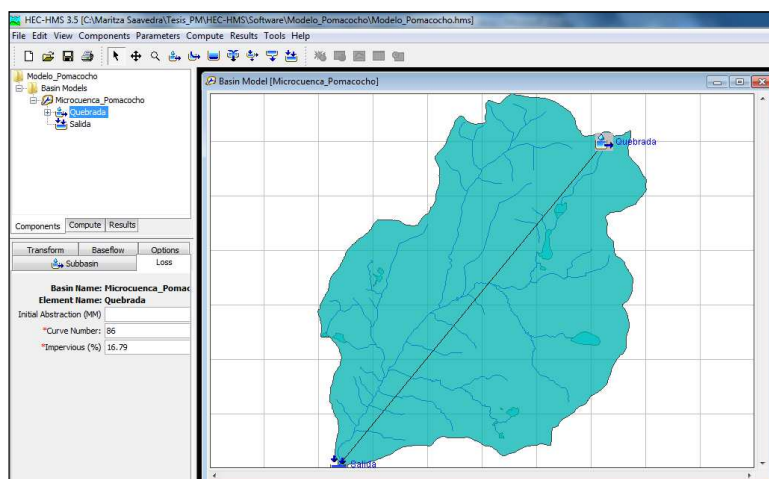 HEC-HMS 3.5 [C:\Maritza Saavedra\Tesis_PM\HEC-HMS\Software\Modelo_Pomacocho\Modelo_Pomacocho.hms]
File Edit View Components Parameters Compute Results Tools Help
Modelo_Pomacocho
Basin Models
Microcuenca_Pomacocho
Quebrada
Salida
Components Compute Results
Transform Baseflow Options
Subbasin Loss
Basin Name: Microcuenca_Pomac
Element Name: Quebrada
Initial Abstraction (MM)
*Curve Number: 86
*Impervious (%) 16.79
Basin Model [Microcuenca_Pomacocho]
Quebrada
Salida